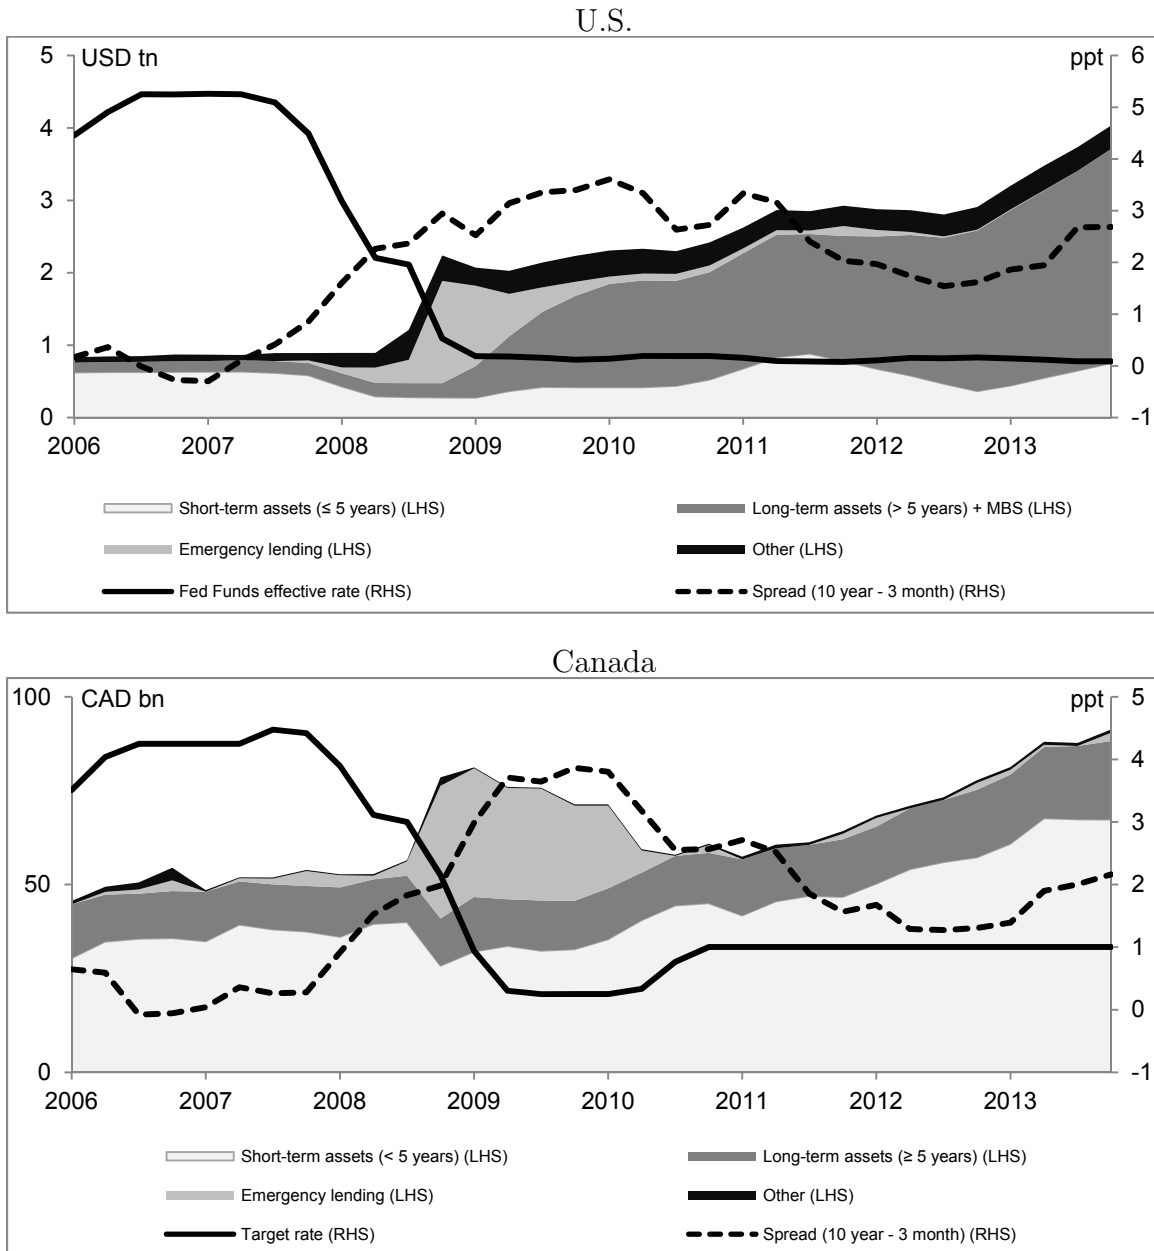 U.S.
USD tn
ppt
5
4
3
2
1
0
6
5
4
3
2
1
0
-1
2006 2007 2008 2009 2010 2011 2012 2013
Short-term assets (≤ 5 years) (LHS)
Long-term assets (> 5 years) + MBS (LHS)
Emergency lending (LHS)
Other (LHS)
Fed Funds effective rate (RHS)
Spread (10 year - 3 month) (RHS)
Canada
CAD bn
ppt
100
50
0
5
4
3
2
1
0
-1
2006 2007 2008 2009 2010 2011 2012 2013
Short-term assets (< 5 years) (LHS)
Long-term assets (≥ 5 years) (LHS)
Emergency lending (LHS)
Other (LHS)
Target rate (RHS)
Spread (10 year - 3 month) (RHS)